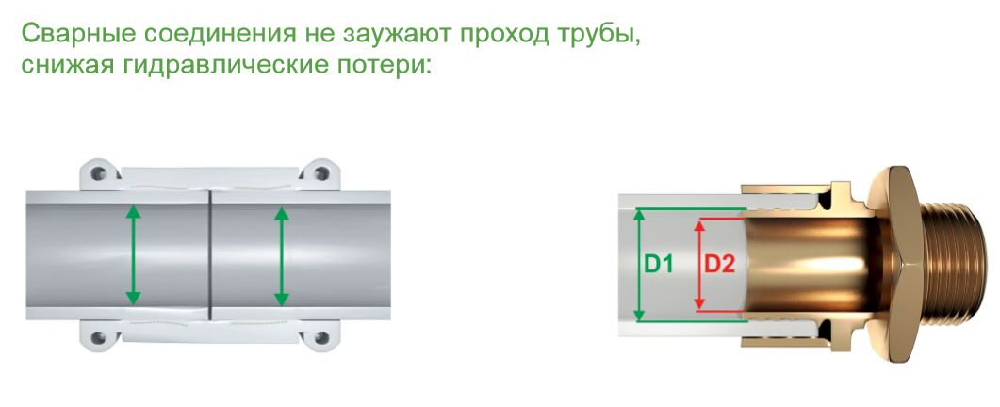 Сварные соединения не заужают проход трубы,
снижая гидравлические потери:
D1
D2